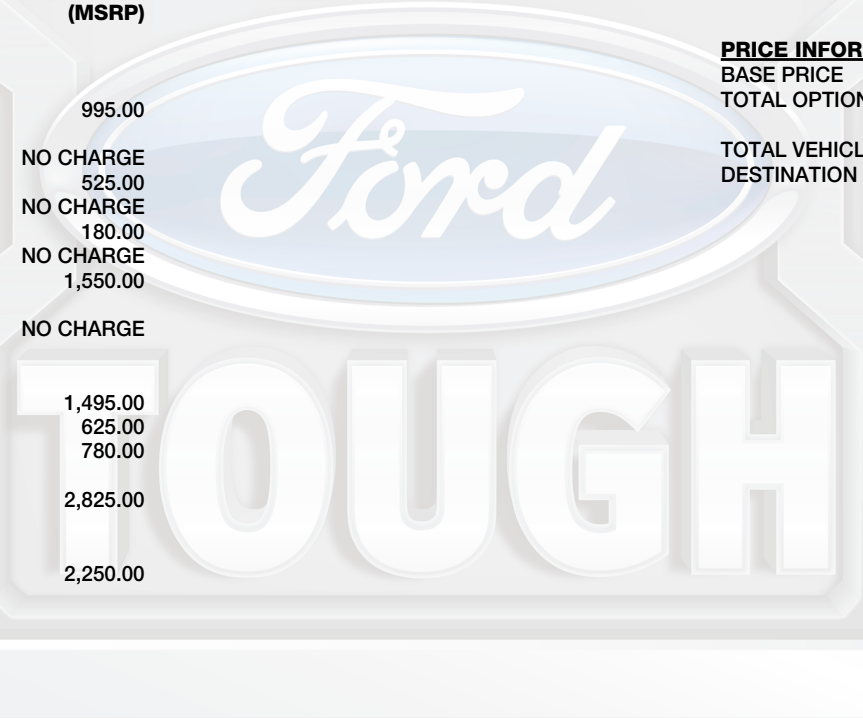 (MSRP)
995.00
NO CHARGE
525.00
NO CHARGE
180.00
NO CHARGE
1,550.00
NO CHARGE
1,495.00
625.00
780.00
2,825.00
2,250.00
PRICE INFOR
BASE PRICE
TOTAL OPTION
TOTAL VEHICL
DESTINATION
Ford
TOUGH